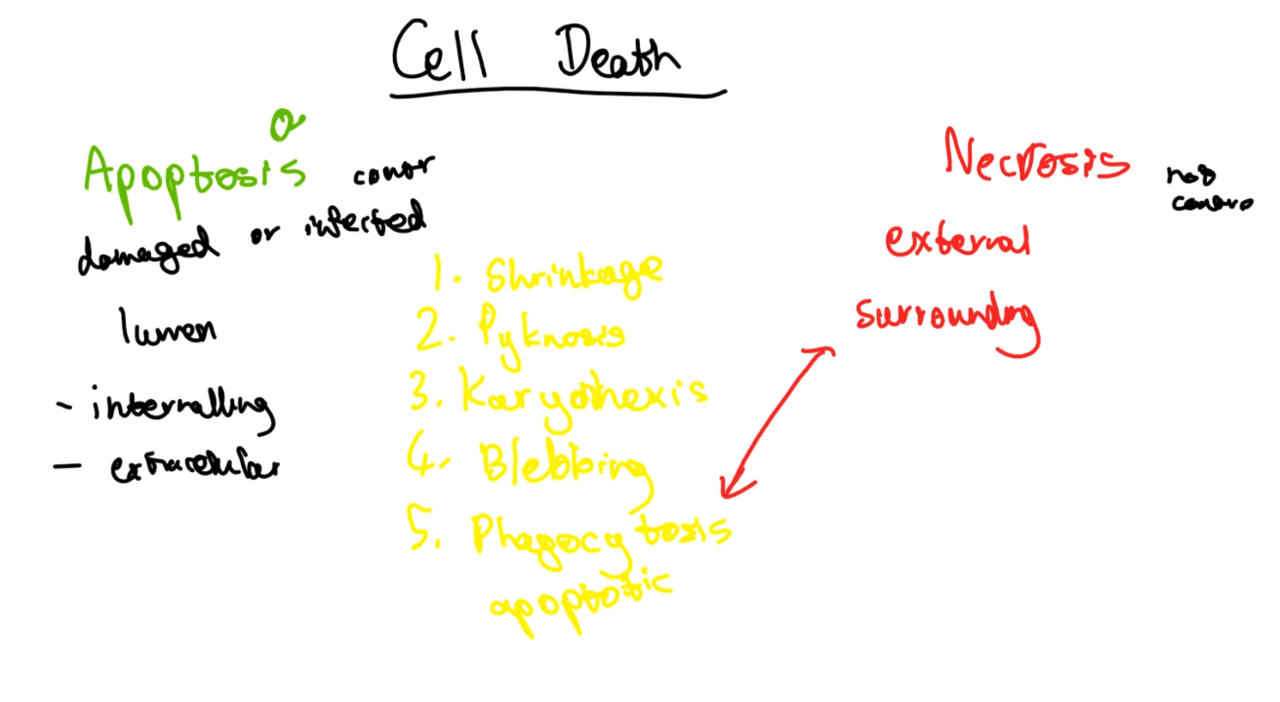 Cell Death
Apoptosis
damaged or infected
lumen
- internalling
- extracellular
1. Shrinkage
2. Pyknosis
3. Karyorhexis
4. Blebbing
5. Phagocytosis
apoptotic
Necrosis
not
external
surrounding